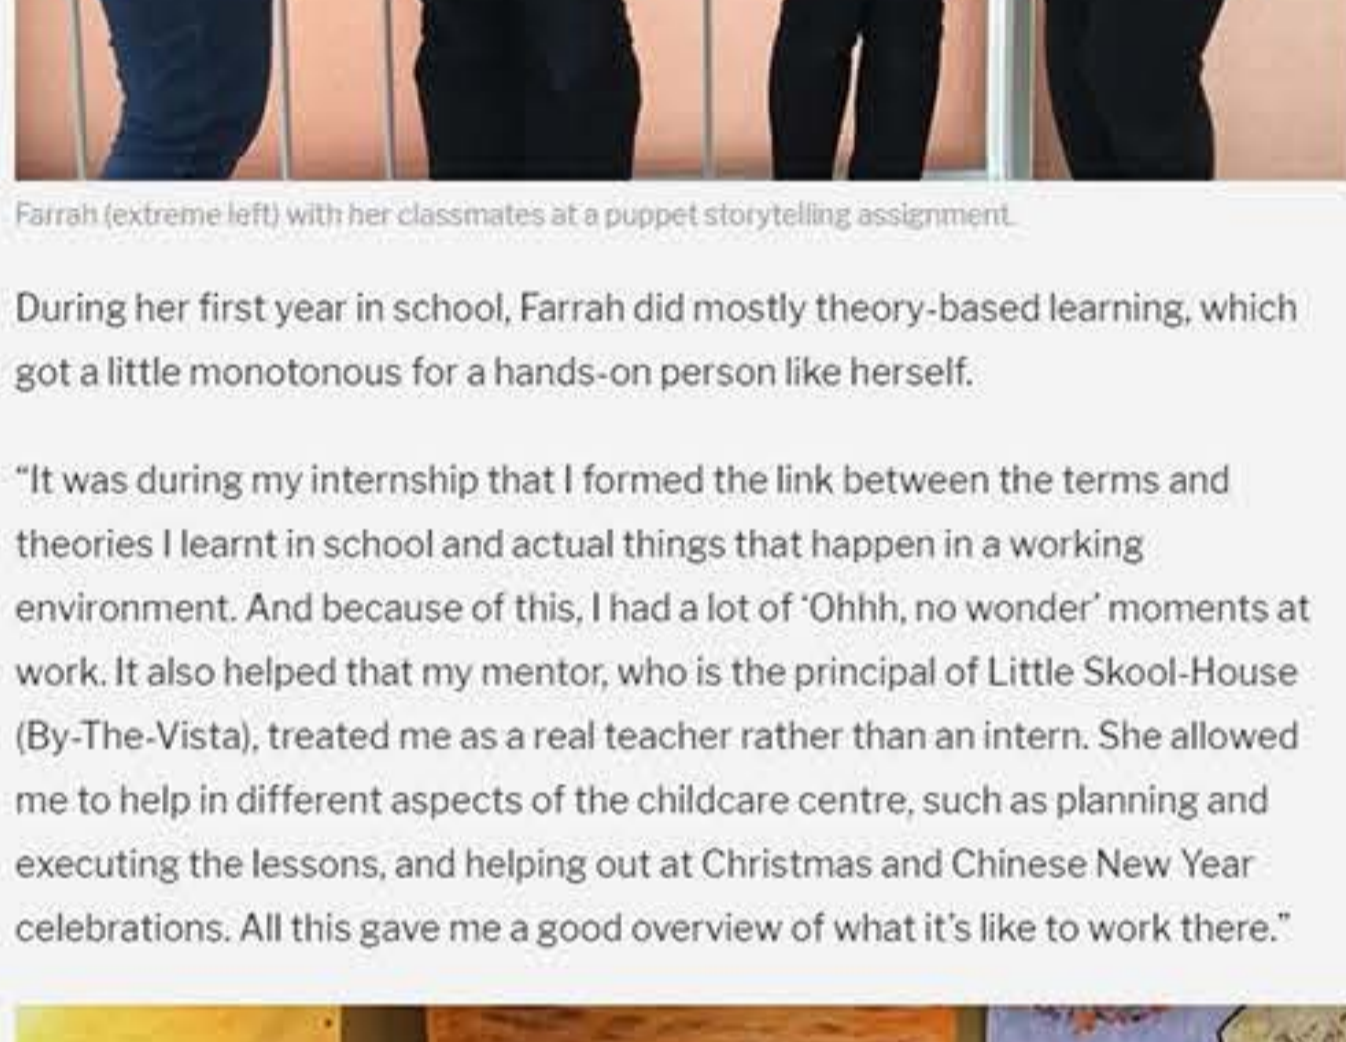 Farrah (extreme left) with her classmates at a puppet storytelling assignment.
During her first year in school, Farrah did mostly theory-based learning, which
got a little monotonous for a hands-on person like herself.
“It was during my internship that I formed the link between the terms and
theories I learnt in school and actual things that happen in a working
environment. And because of this, I had a lot of ‘Ohhh, no wonder’ moments at
work. It also helped that my mentor, who is the principal of Little Skool-House
(By-The-Vista), treated me as a real teacher rather than an intern. She allowed
me to help in different aspects of the childcare centre, such as planning and
executing the lessons, and helping out at Christmas and Chinese New Year
celebrations. All this gave me a good overview of what it’s like to work there.”